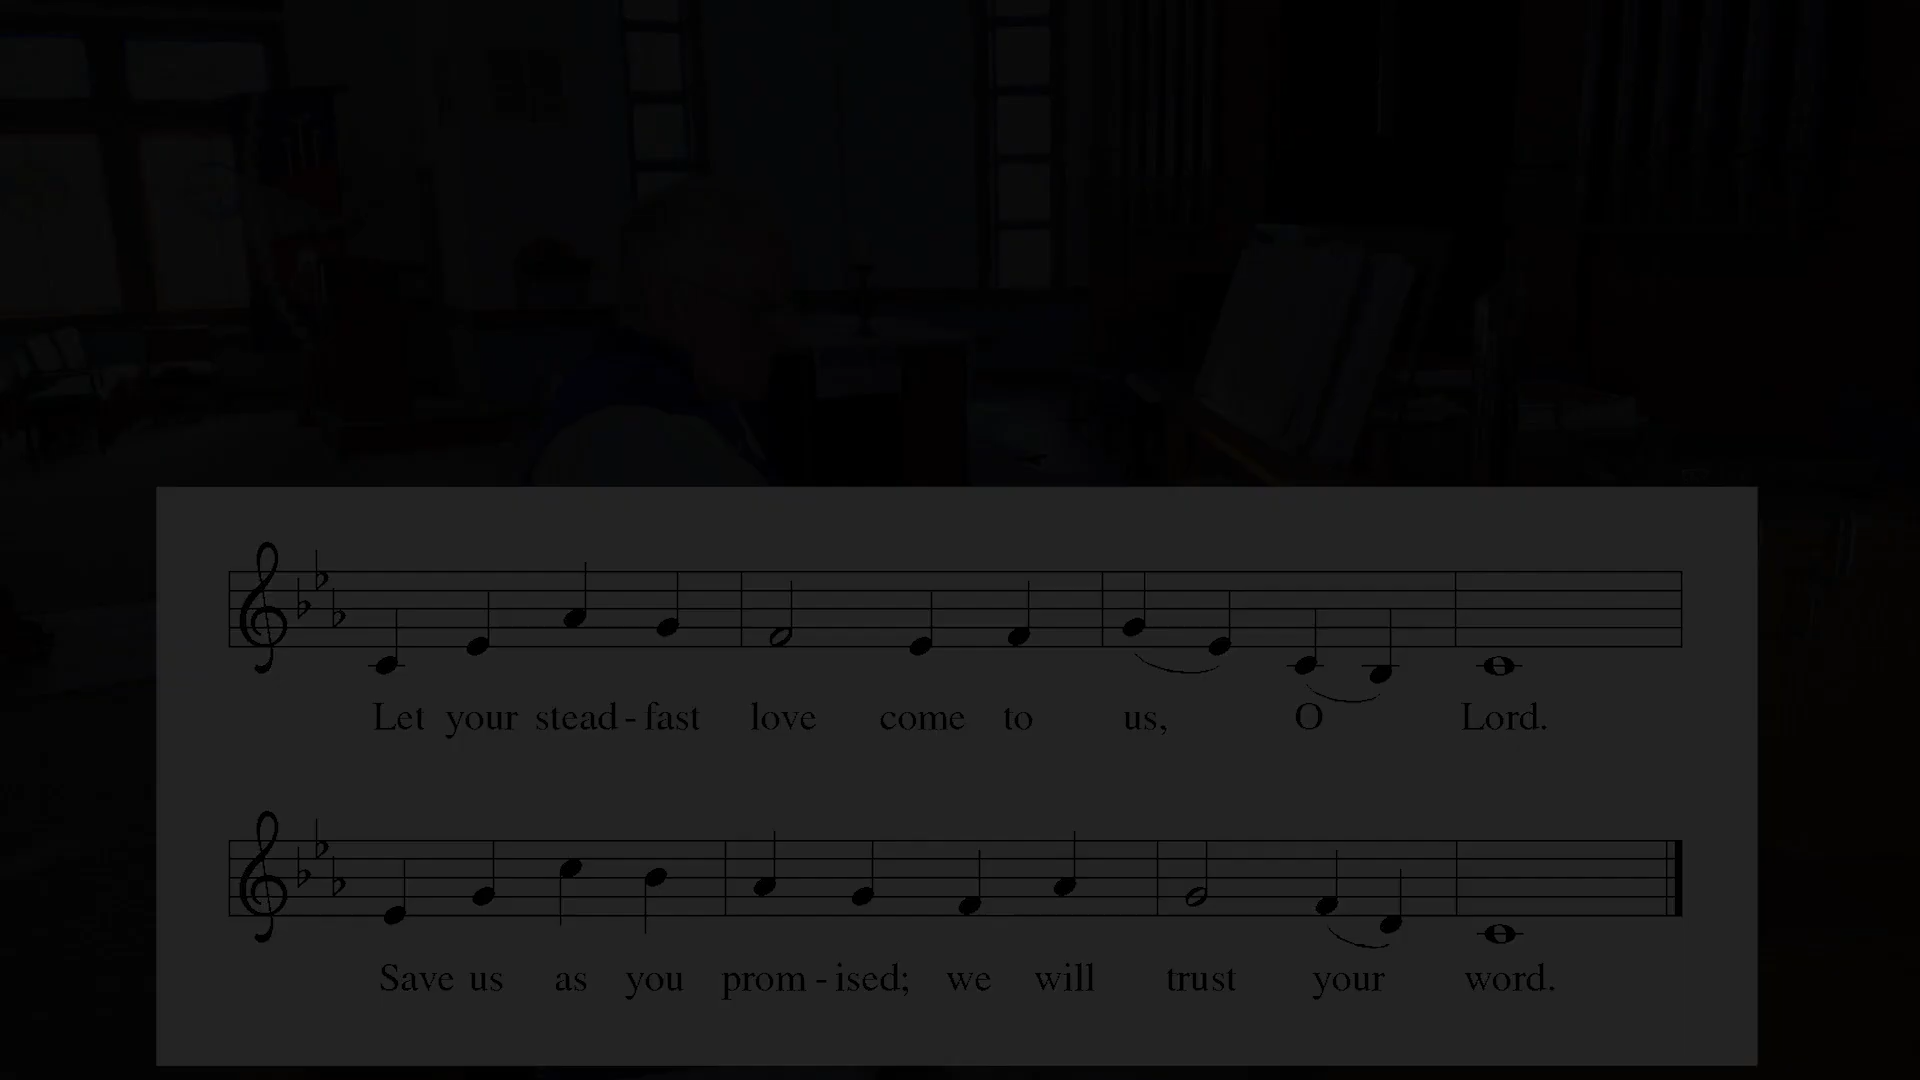 Let your stead - fast love come to us, O Lord.
Save us as you prom - ised; we will trust your word.